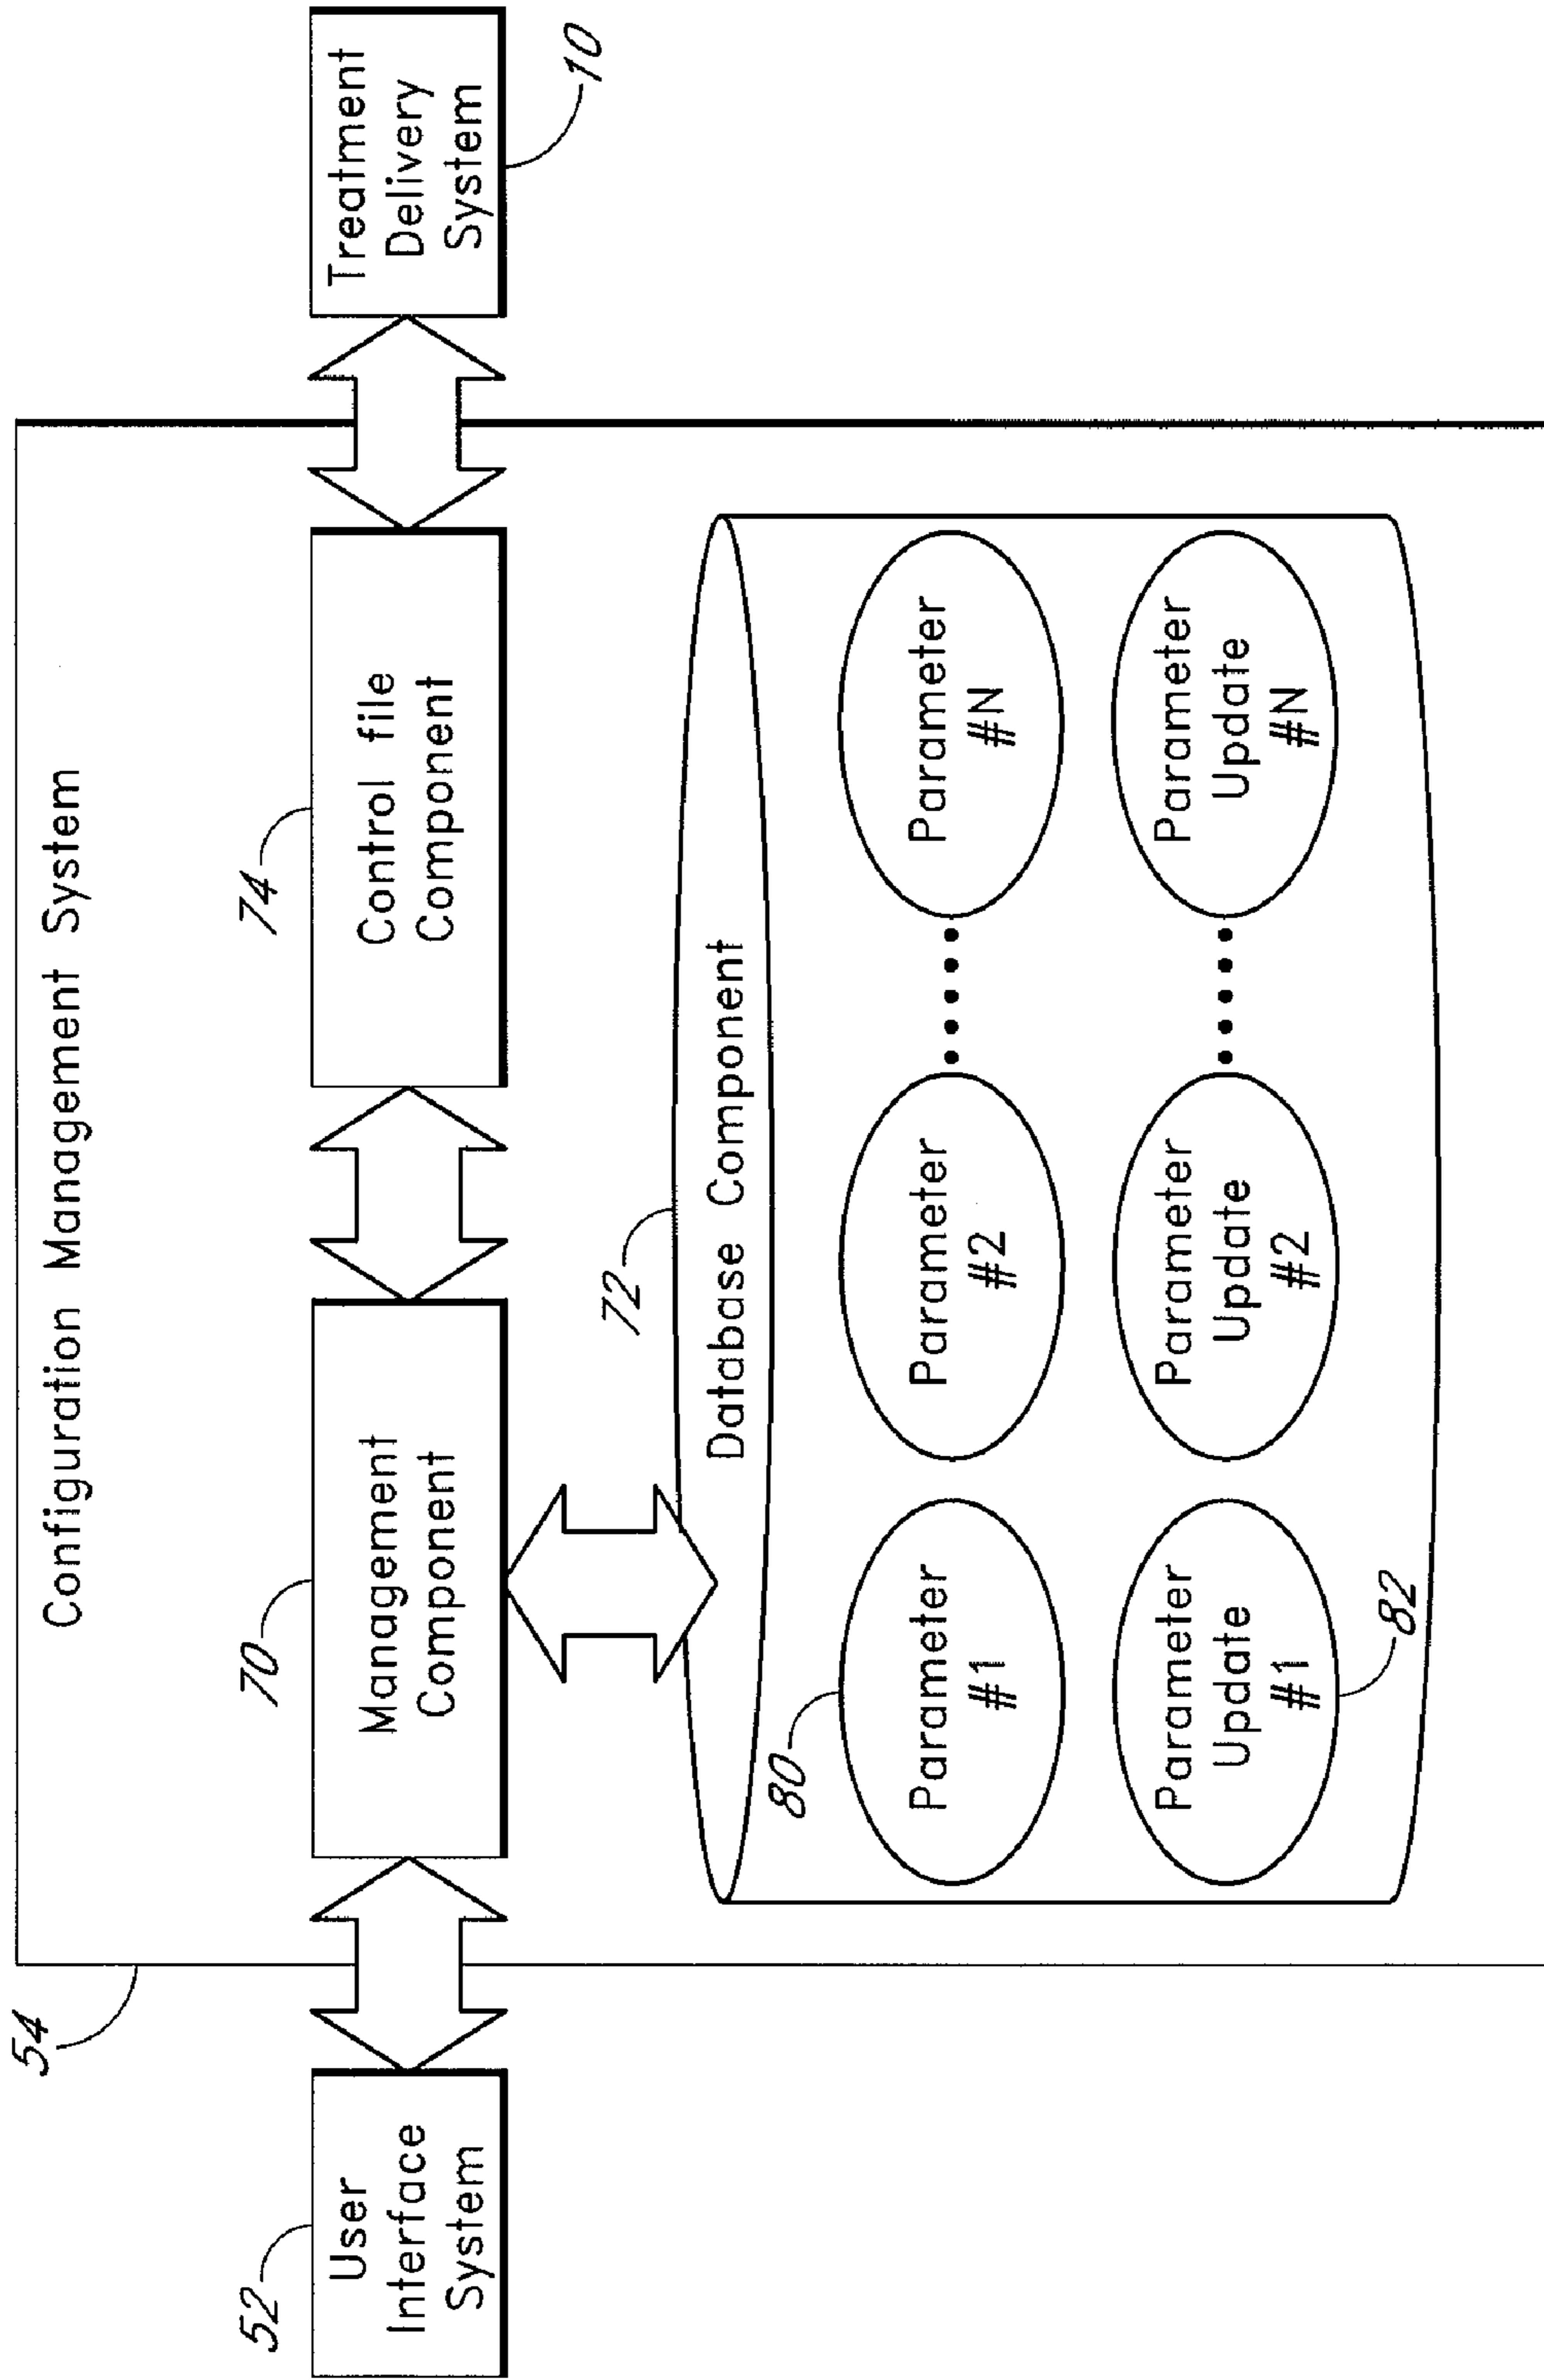 Configuration Management System
54
52
User
Interface
System
70
Management
Component
74
Control file
Component
Treatment
Delivery
System
10
72
Database Component
80
Parameter
#1
Parameter
#2
Parameter
#N
Parameter
Update
#1
82
Parameter
Update
#2
Parameter
Update
#N